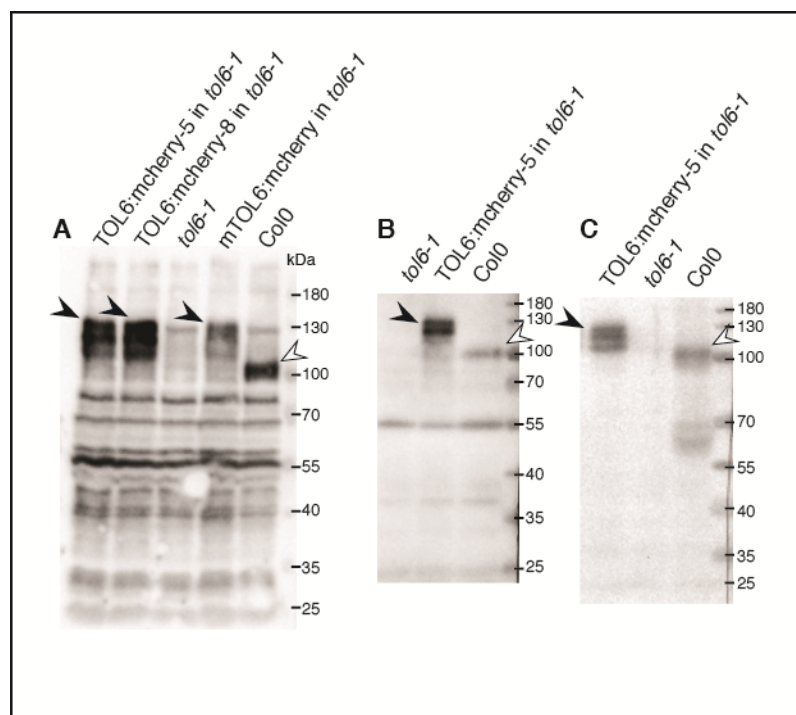 A
TOL6:mcherry-5 in tol6-1
TOL6:mcherry-8 in tol6-1
tol6-1
mTOL6:mcherry in tol6-1
Col0
kDa
180
130
100
70
55
40
35
25
B
tol6-1
TOL6:mcherry-5 in tol6-1
Col0
180
130
100
70
55
40
35
25
C
TOL6:mcherry-5 in tol6-1
tol6-1
Col0
180
130
100
70
55
40
35
25